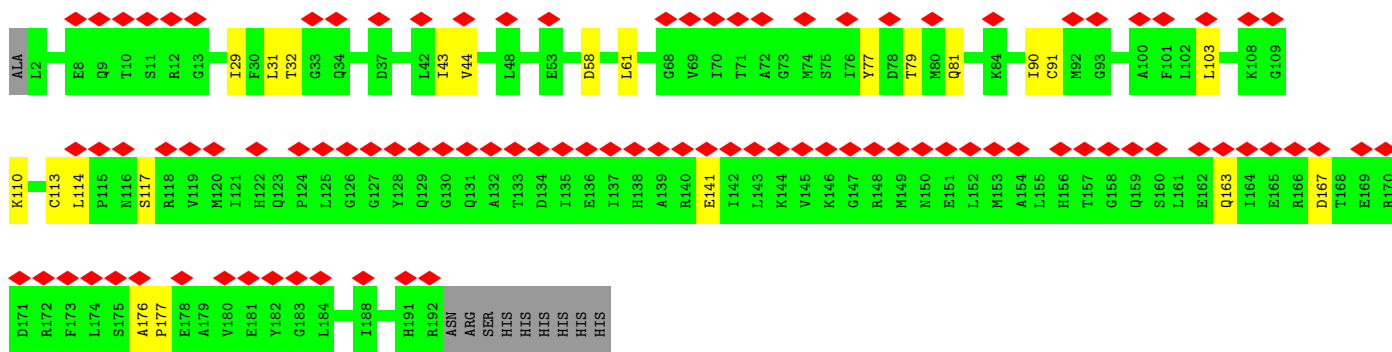 ALA L2 E8 Q9 T10 S11 R12 G13 I29 F30 L31 T32 G33 Q34 D37 L42 I43 V44 L48 E53 D58 L61 G68 V69 I70 T71 A72 G73 M74 S75 I76 Y77 D78 T79 M80 Q81 K84 I90 C91 M92 G93 A100 F101 L102 L103 K108 G109
K110 C113 L114 P115 N116 S117 R118 V119 M120 I121 H122 Q123 P124 L125 G126 G127 Y128 Q129 G130 Q131 A132 T133 D134 I135 E136 I137 H138 A139 R140 E141 I142 L143 K144 V145 K146 G147 R148 M149 N150 E151 L152 M153 A154 L155 H156 T157 G158 Q159 S160 L161 E162 Q163 I164 E165 R166 D167 T168 E169 R170
D171 R172 F173 L174 S175 A176 P177 E178 A179 V180 E181 Y182 G183 L184 I188 H191 R192 ASN ARG SER HIS HIS HIS HIS HIS HIS